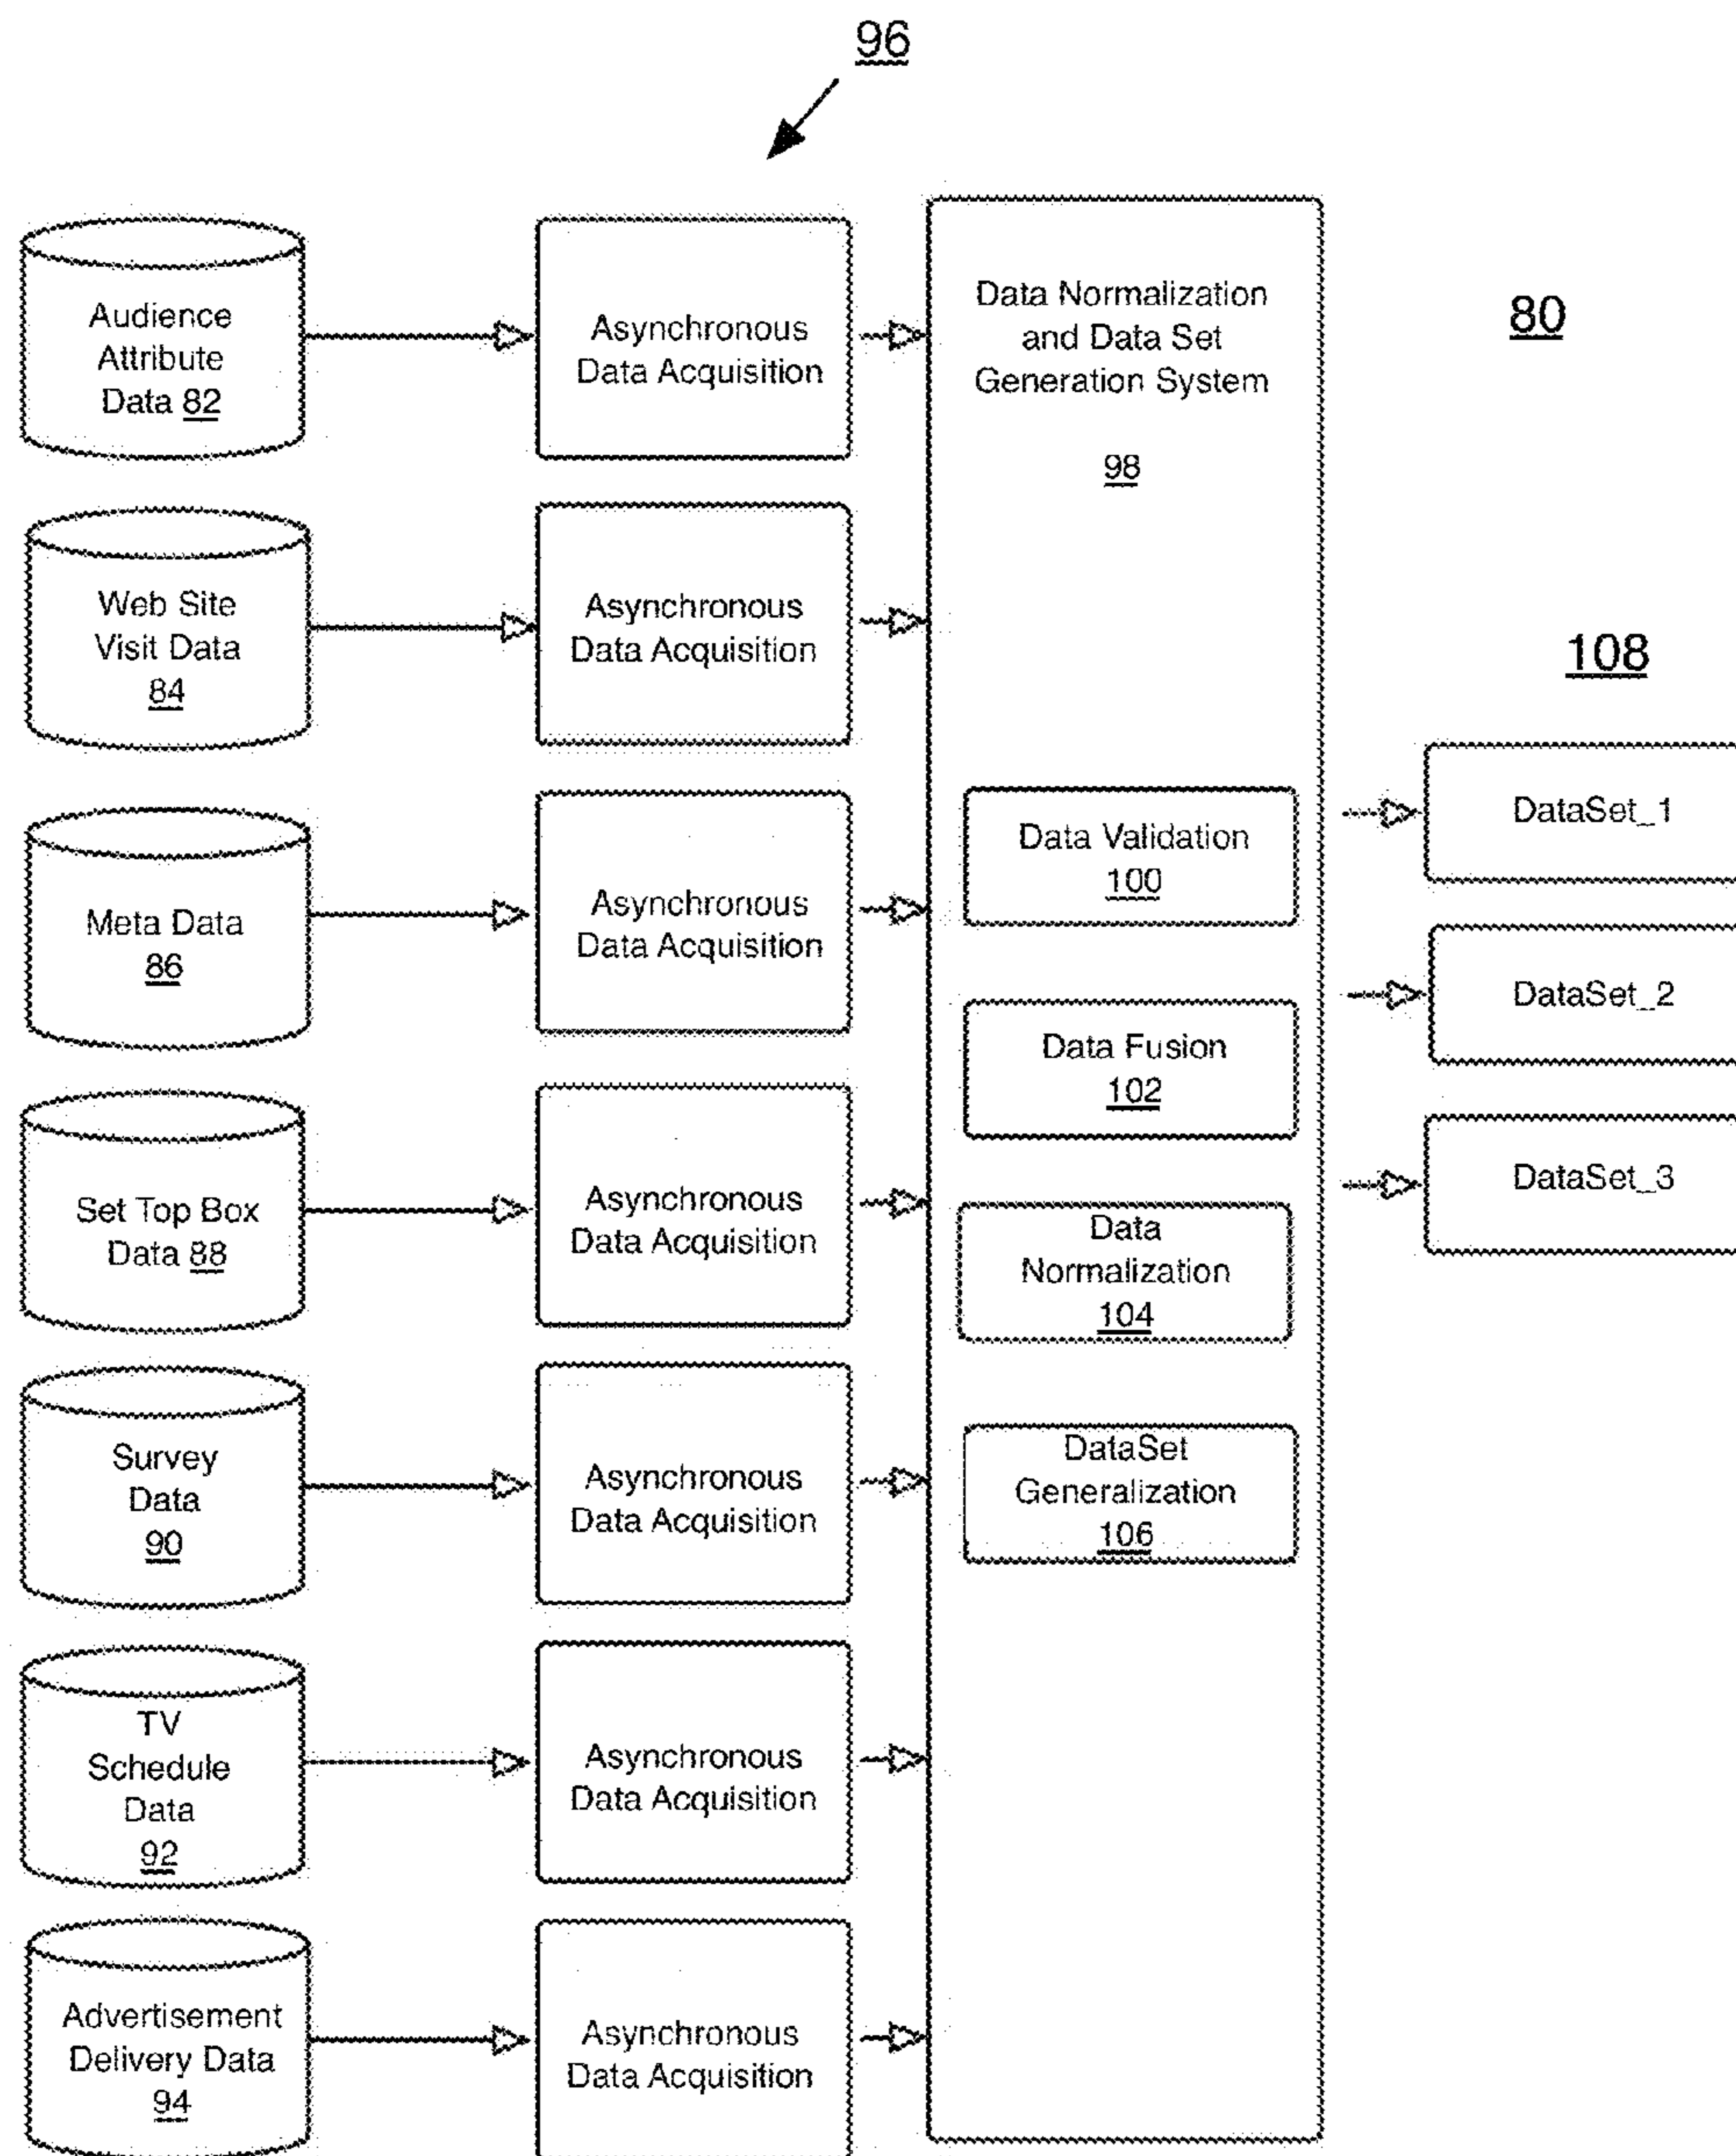 96
Audience
Attribute
Data 82
Asynchronous
Data Acquisition
Data Normalization
and Data Set
Generation System
98
80
Web Site
Visit Data
84
Asynchronous
Data Acquisition
108
Meta Data
86
Asynchronous
Data Acquisition
Data Validation
100
DataSet_1
Data Fusion
102
DataSet_2
Set Top Box
Data 88
Asynchronous
Data Acquisition
Data
Normalization
104
DataSet_3
Survey
Data
90
Asynchronous
Data Acquisition
DataSet
Generalization
106
TV
Schedule
Data
92
Asynchronous
Data Acquisition
Advertisement
Delivery Data
94
Asynchronous
Data Acquisition